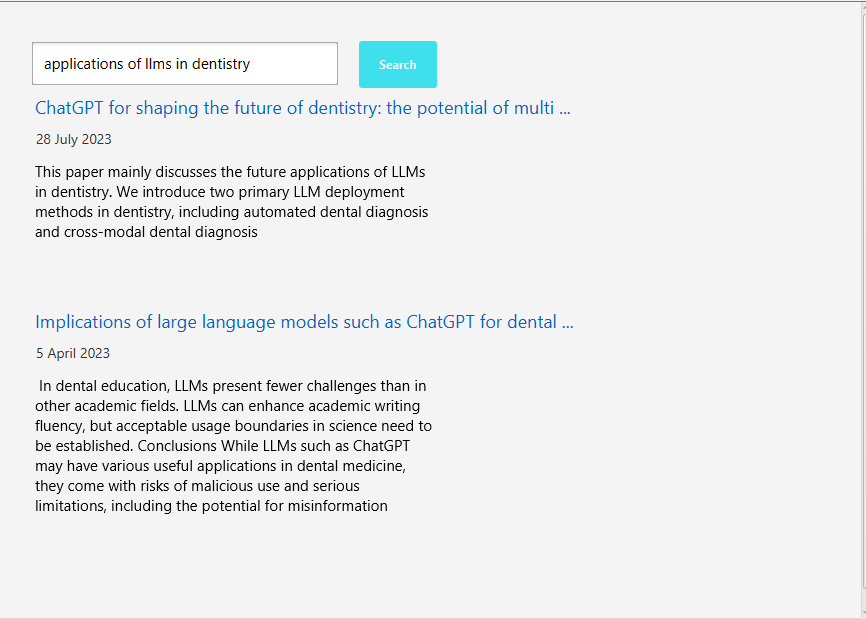 applications of llms in dentistry
Search
ChatGPT for shaping the future of dentistry: the potential of multi ...
28 July 2023
This paper mainly discusses the future applications of LLMs
in dentistry. We introduce two primary LLM deployment
methods in dentistry, including automated dental diagnosis
and cross-modal dental diagnosis
Implications of large language models such as ChatGPT for dental ...
5 April 2023
In dental education, LLMs present fewer challenges than in
other academic fields. LLMs can enhance academic writing
fluency, but acceptable usage boundaries in science need to
be established. Conclusions While LLMs such as ChatGPT
may have various useful applications in dental medicine,
they come with risks of malicious use and serious
limitations, including the potential for misinformation